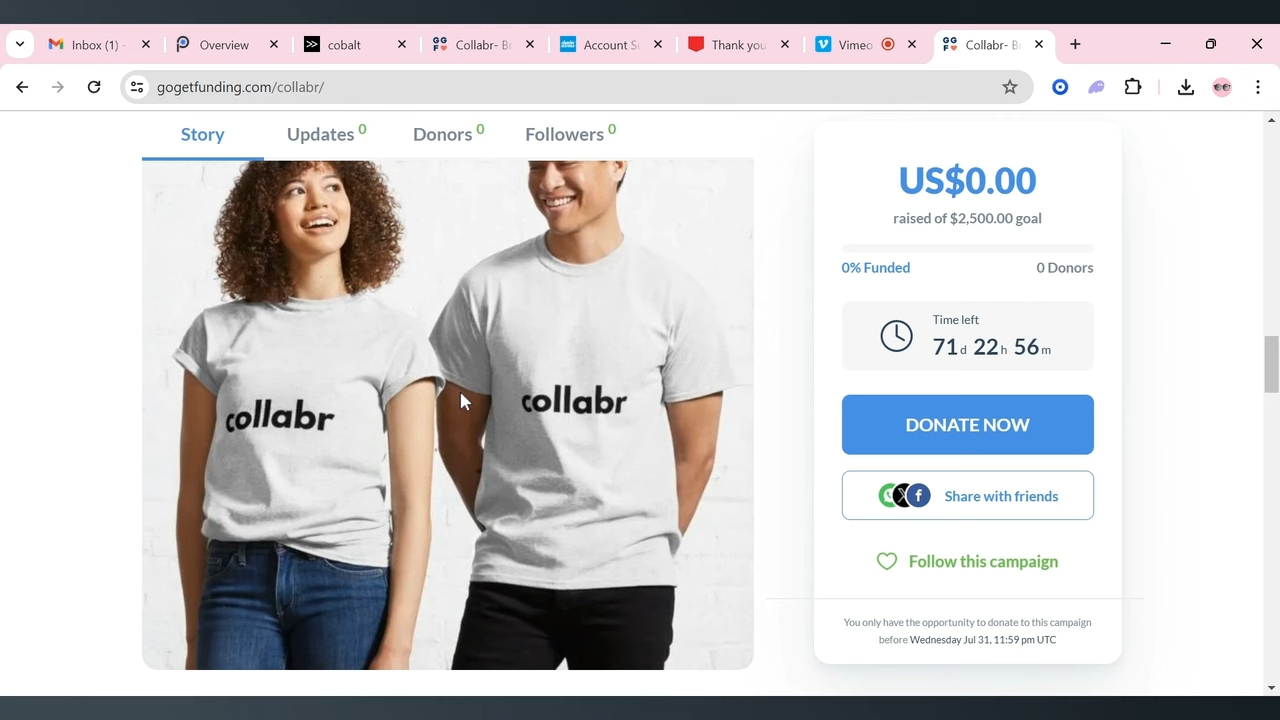 Inbox (1)
Overview
cobalt
Collabr- Br
Account Su
Thank you
Vimeo
Collabr- Br
gogetfunding.com/collabr/
Story
Updates 0
Donors 0
Followers 0
collabr
collabr
US$0.00
raised of $2,500.00 goal
0% Funded
0 Donors
Time left
71 d 22 h 56 m
DONATE NOW
Share with friends
Follow this campaign
You only have the opportunity to donate to this campaign
before Wednesday Jul 31, 11:59 pm UTC